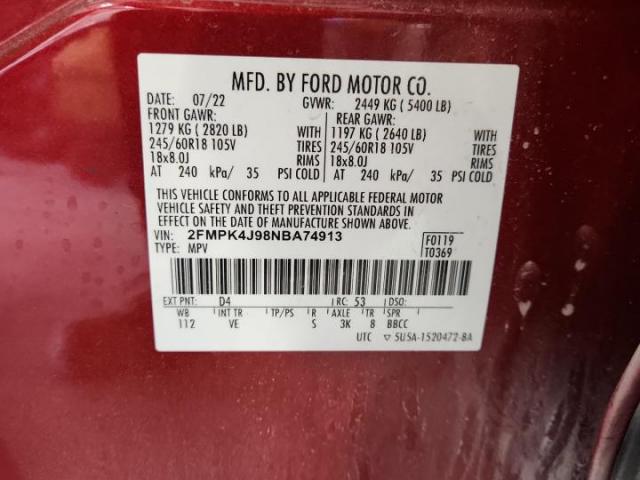 MFD. BY FORD MOTOR CO.
DATE: 07/22 GVWR: 2449 KG ( 5400 LB)
FRONT GAWR: REAR GAWR:
1279 KG ( 2820 LB) WITH 1197 KG ( 2640 LB) WITH
245/60R18 105V TIRES 245/60R18 105V TIRES
18x8.0J RIMS 18x8.0J RIMS
AT 240 kPa/ 35 PSI COLD AT 240 kPa/ 35 PSI COLD
THIS VEHICLE CONFORMS TO ALL APPLICABLE FEDERAL MOTOR
VEHICLE SAFETY AND THEFT PREVENTION STANDARDS IN
EFFECT ON THE DATE OF MANUFACTURE SHOWN ABOVE.
VIN: 2FMPK4J98NBA74913 F0119
TYPE: MPV T0369
EXT PNT: D4 RC: 53 DSO:
WB INT TR TP/PS R AXLE TR SPR
112 VE S 3K 8 BBCC
UTC ▽ 5U5A-1520472-BA